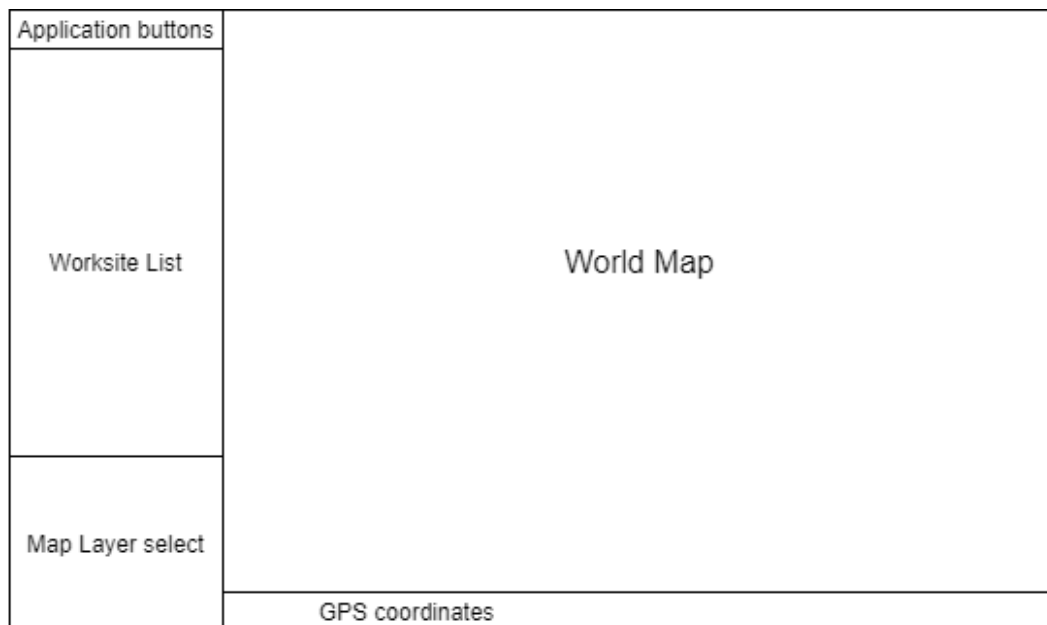 Application buttons
Worksite List
World Map
Map Layer select
GPS coordinates